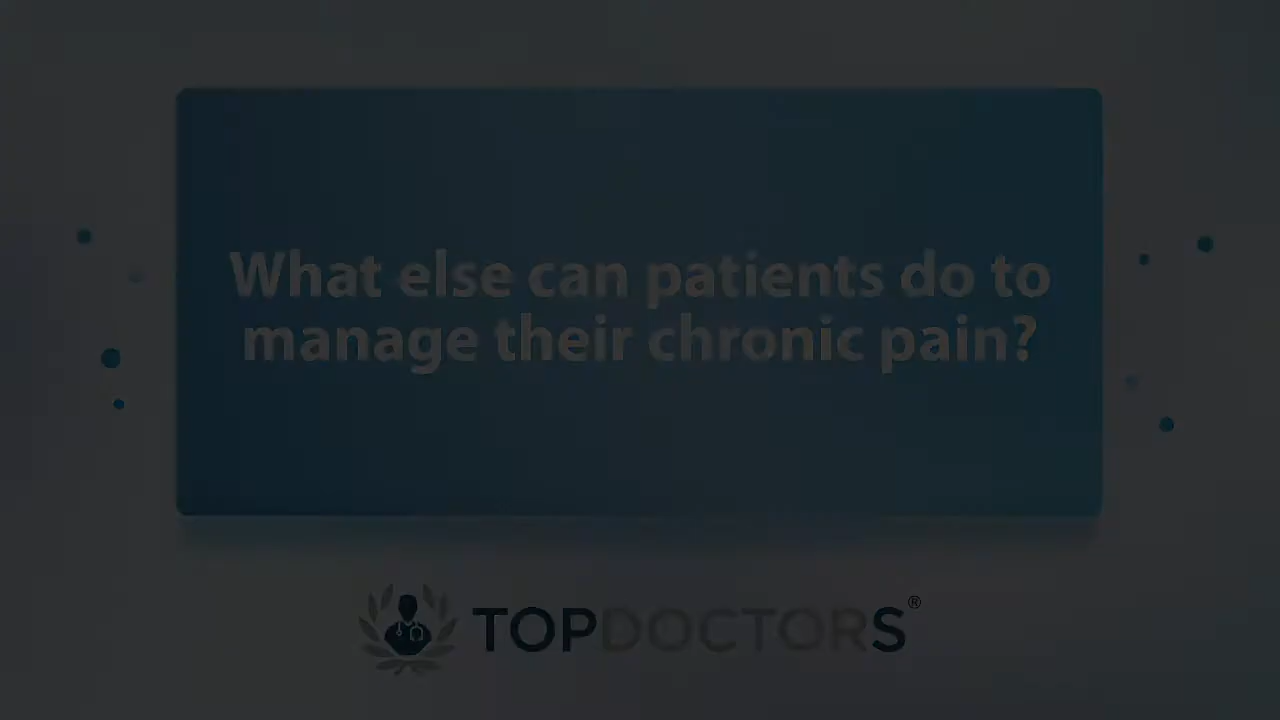 What else can patients do to
manage their chronic pain?
TOPDOCTORS®